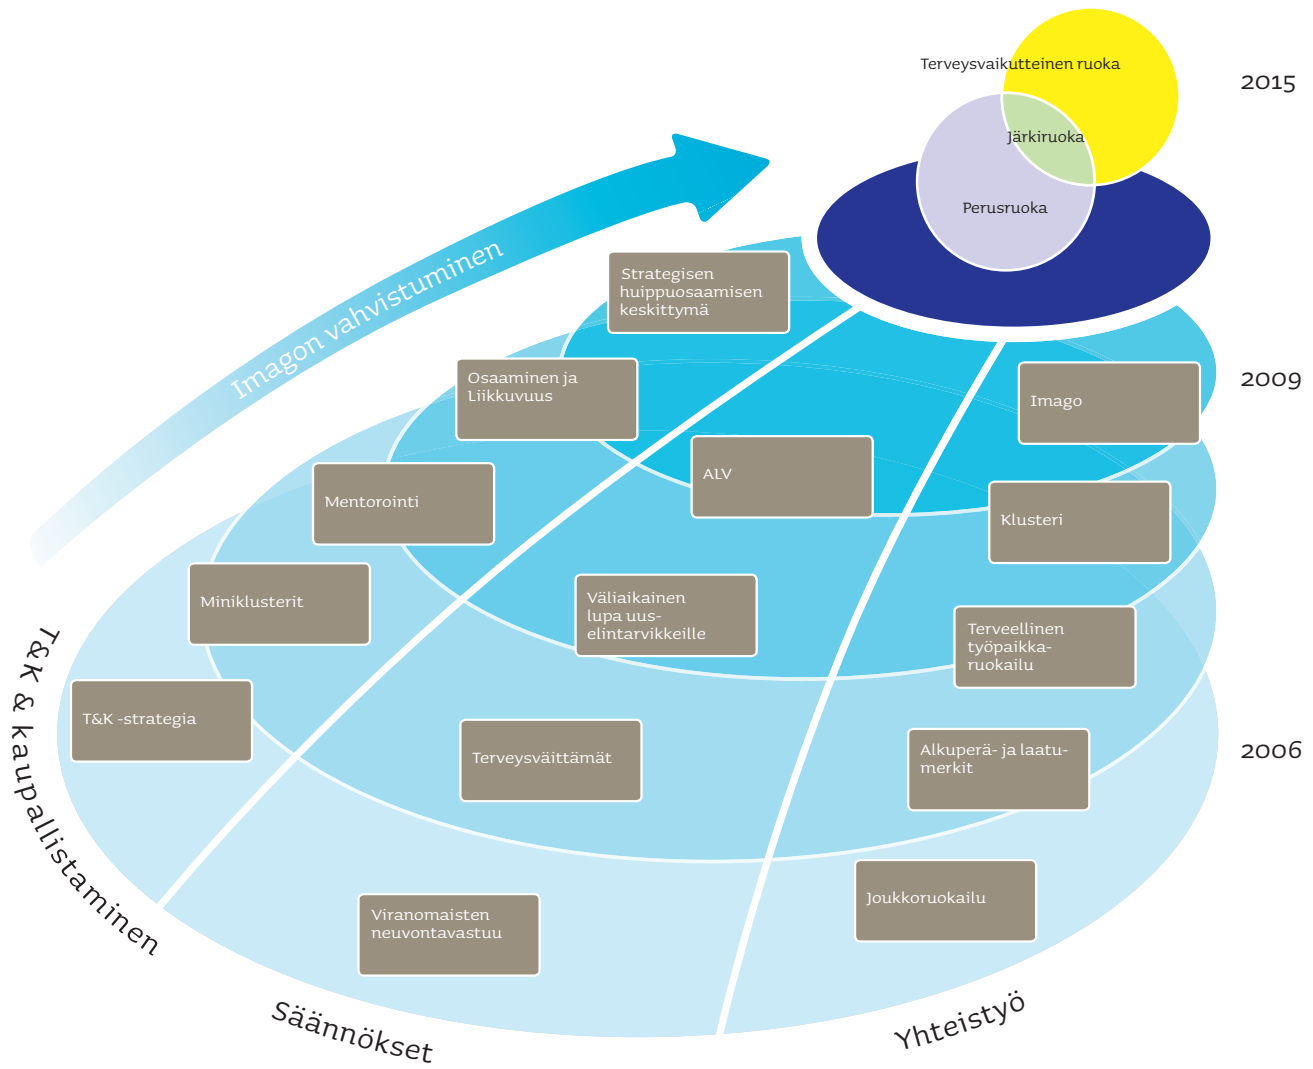 Terveysvaikutteinen ruoka
2015
Järkiruoka
Perusruoka
Imagon vahvistuminen
Strategisen
huippuosaamisen
keskittymä
Osaaminen ja
Liikkuvuus
Imago
2009
ALV
Mentorointi
Klusteri
Miniklusterit
Väliaikainen
lupa uus-
elintarvikkeille
Terveellinen
työpaikka-
ruokailu
T&K -strategia
Terveysväittämät
Alkuperä- ja laatu-
merkit
2006
Viranomaisten
neuvontavastuu
Joukkoruokailu
T&K & kaupallistaminen
Säännökset
Yhteistyö